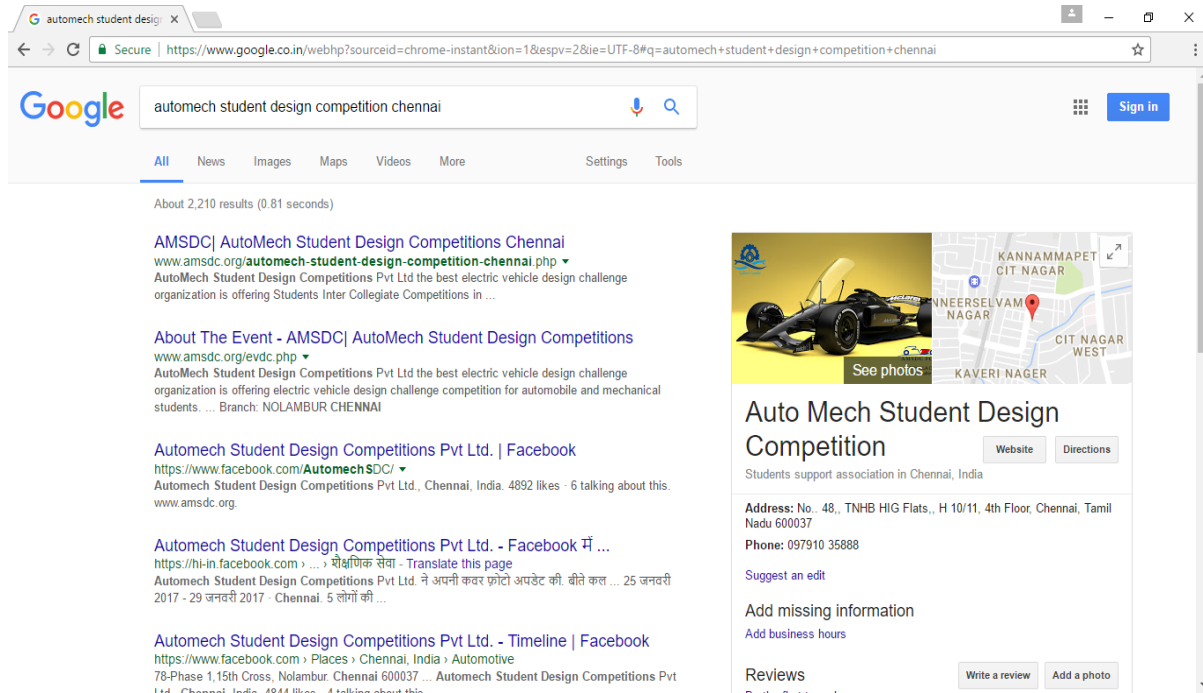 automech student desig
Secure
https://www.google.co.in/webhp?sourceid=chrome-instant&ion=1&espv=2&ie=UTF-8#q=automech+student+design+competition+chennai
Google
automech student design competition chennai
Sign in
All News Images Maps Videos More Settings Tools
About 2,210 results (0.81 seconds)
AMSDC| AutoMech Student Design Competitions Chennai
www.amsdc.org/automech-student-design-competition-chennai.php
AutoMech Student Design Competitions Pvt Ltd the best electric vehicle design challenge
organization is offering Students Inter Collegiate Competitions in ...
About The Event - AMSDC| AutoMech Student Design Competitions
www.amsdc.org/evdc.php
AutoMech Student Design Competitions Pvt Ltd the best electric vehicle design challenge
organization is offering electric vehicle design challenge competition for automobile and mechanical
students. ... Branch: NOLAMBUR CHENNAI
Automech Student Design Competitions Pvt Ltd. | Facebook
https://www.facebook.com/AutomechSDC/
Automech Student Design Competitions Pvt Ltd., Chennai, India. 4892 likes · 6 talking about this.
www.amsdc.org.
Automech Student Design Competitions Pvt Ltd. - Facebook में ...
https://hi-in.facebook.com › ... › शैक्षणिक सेवा - Translate this page
Automech Student Design Competitions Pvt Ltd. ने अपनी कवर फ़ोटो अपडेट की. बीते कल ... 25 जनवरी
2017 - 29 जनवरी 2017 · Chennai. 5 लोगों की ...
Automech Student Design Competitions Pvt Ltd. - Timeline | Facebook
https://www.facebook.com › Places › Chennai, India › Automotive
78-Phase 1,15th Cross, Nolambur. Chennai 600037 ... Automech Student Design Competitions Pvt
Ltd., Chennai, India. 4844 likes · 4 talking about this.
McLaren
See photos
KANNAMMAPET
CIT NAGAR
NNEERSELVAM
NAGAR
CIT NAGAR
WEST
KAVERI NAGER
Auto Mech Student Design
Competition
Website
Directions
Students support association in Chennai, India
Address: No.. 48,, TNHB HIG Flats,, H 10/11, 4th Floor, Chennai, Tamil
Nadu 600037
Phone: 097910 35888
Suggest an edit
Add missing information
Add business hours
Reviews
Write a review
Add a photo